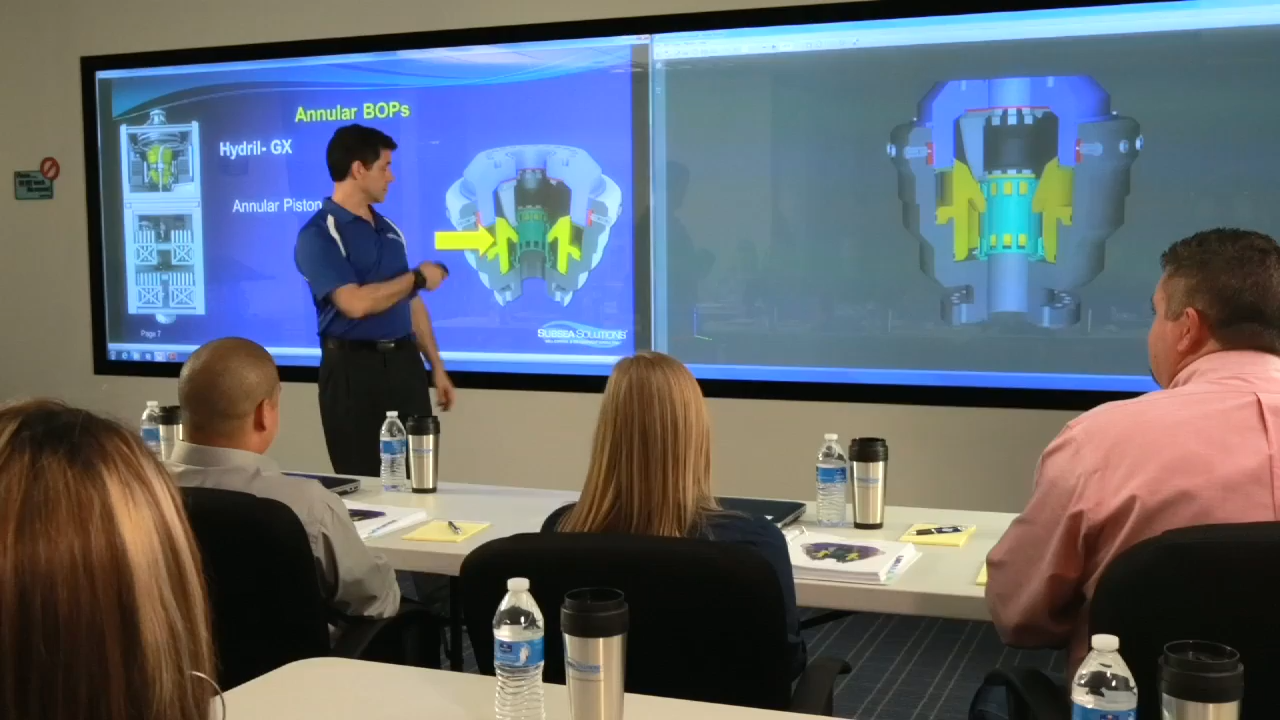 Annular BOPs
Hydril- GX
Annular Piston
Page 7
SUBSEA SOLUTIONS